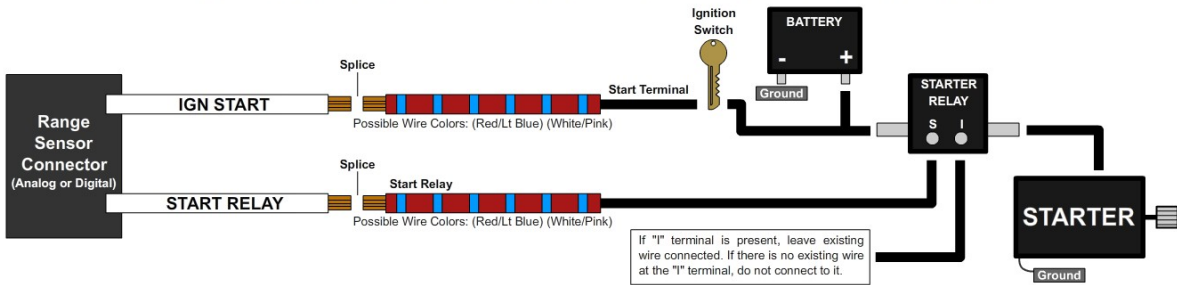 Range
Sensor
Connector
(Analog or Digital)
IGN START
Splice
Possible Wire Colors: (Red/Lt Blue) (White/Pink)
Start Terminal
Ignition
Switch
BATTERY
- +
Ground
STARTER
RELAY
S I
START RELAY
Splice
Start Relay
Possible Wire Colors: (Red/Lt Blue) (White/Pink)
If "I" terminal is present, leave existing
wire connected. If there is no existing wire
at the "I" terminal, do not connect to it.
STARTER
Ground